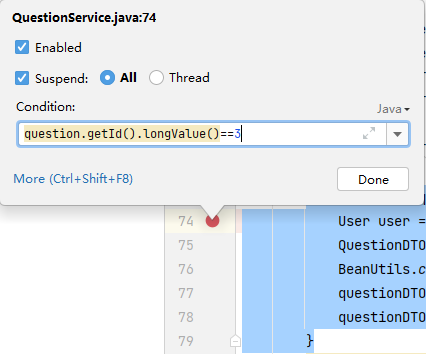 QuestionService.java:74
Enabled
Suspend: All Thread
Condition: Java
question.getId().longValue()==3
More (Ctrl+Shift+F8) Done
74 User user =
75 QuestionDTO
76 BeanUtils.c
77 questionDTO
78 questionDTO
79 }